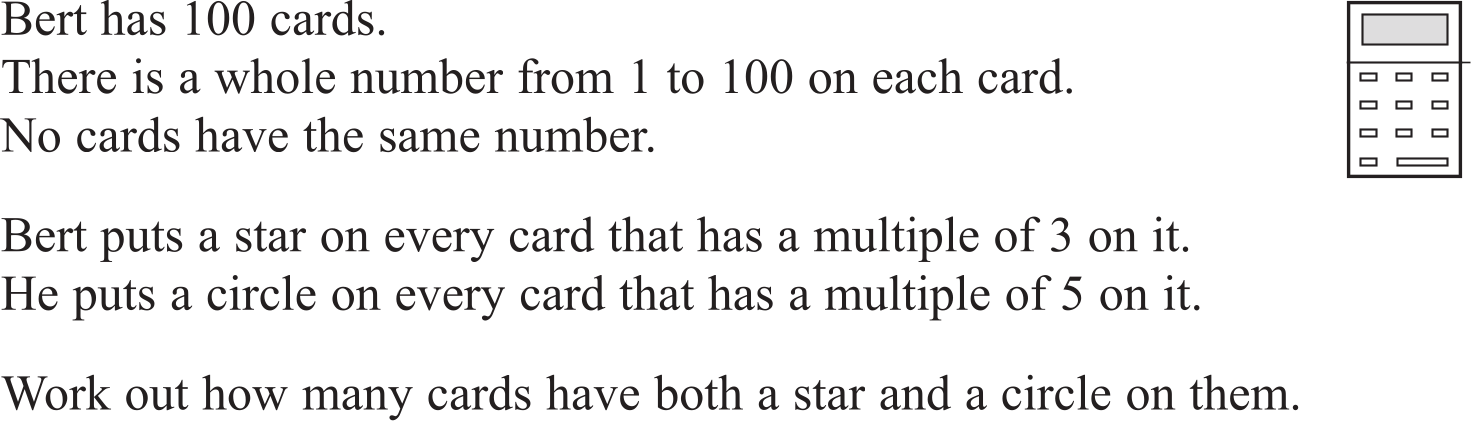 Bert has 100 cards.
There is a whole number from 1 to 100 on each card.
No cards have the same number.
Bert puts a star on every card that has a multiple of 3 on it.
He puts a circle on every card that has a multiple of 5 on it.
Work out how many cards have both a star and a circle on them.